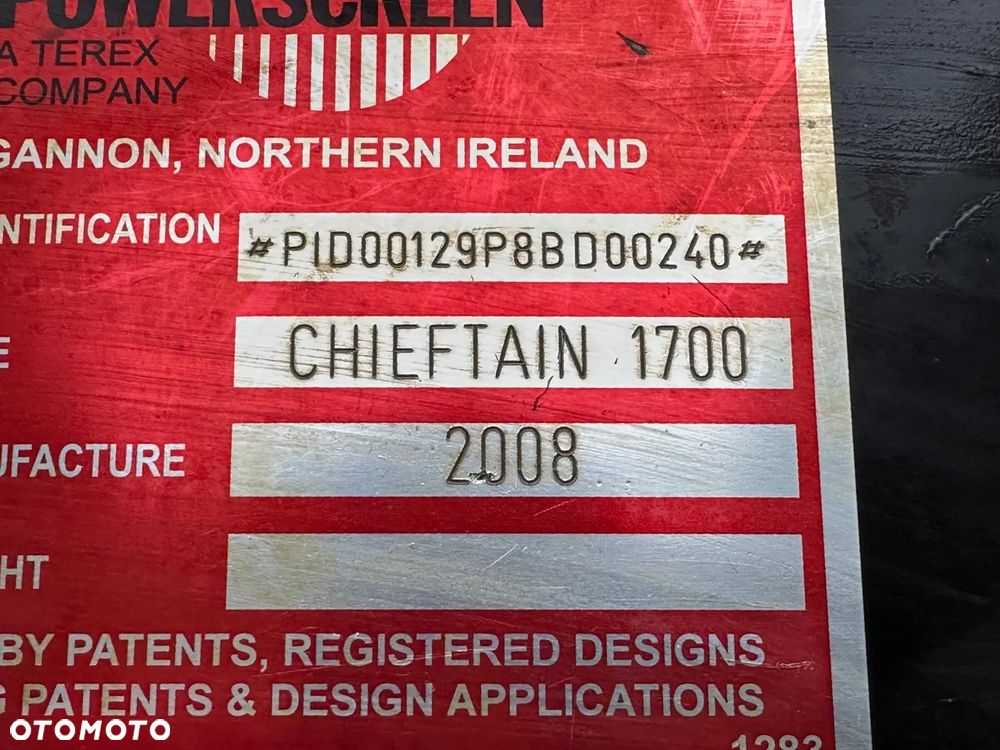 POWERSCREEN
A TEREX
COMPANY
GANNON, NORTHERN IRELAND
NTIFICATION
#PID00129P8BD00240#
E
CHIEFTAIN 1700
UFACTURE
2008
HT
BY PATENTS, REGISTERED DESIGNS
G PATENTS & DESIGN APPLICATIONS
1283
OTOMOTO